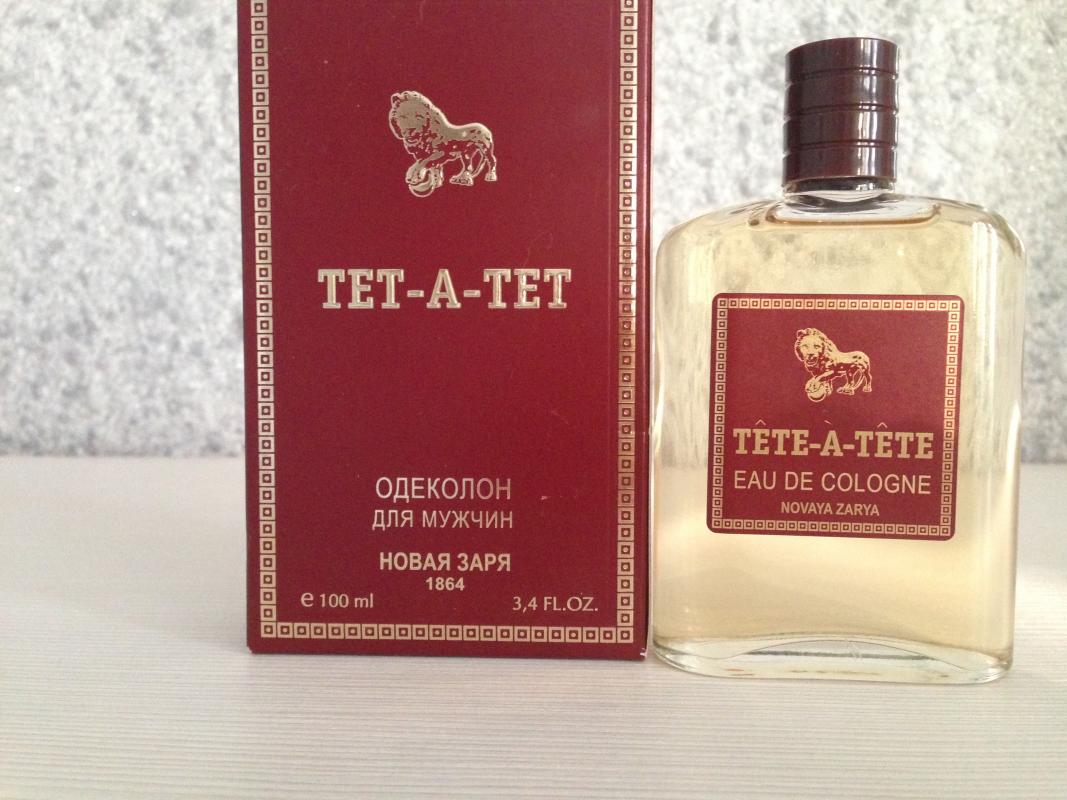 ТЕТ-А-ТЕТ
ОДЕКОЛОН
ДЛЯ МУЖЧИН
НОВАЯ ЗАРЯ
1864
e 100 ml 3,4 FL.OZ.
TÊTE-À-TÊTE
EAU DE COLOGNE
NOVAYA ZARYA